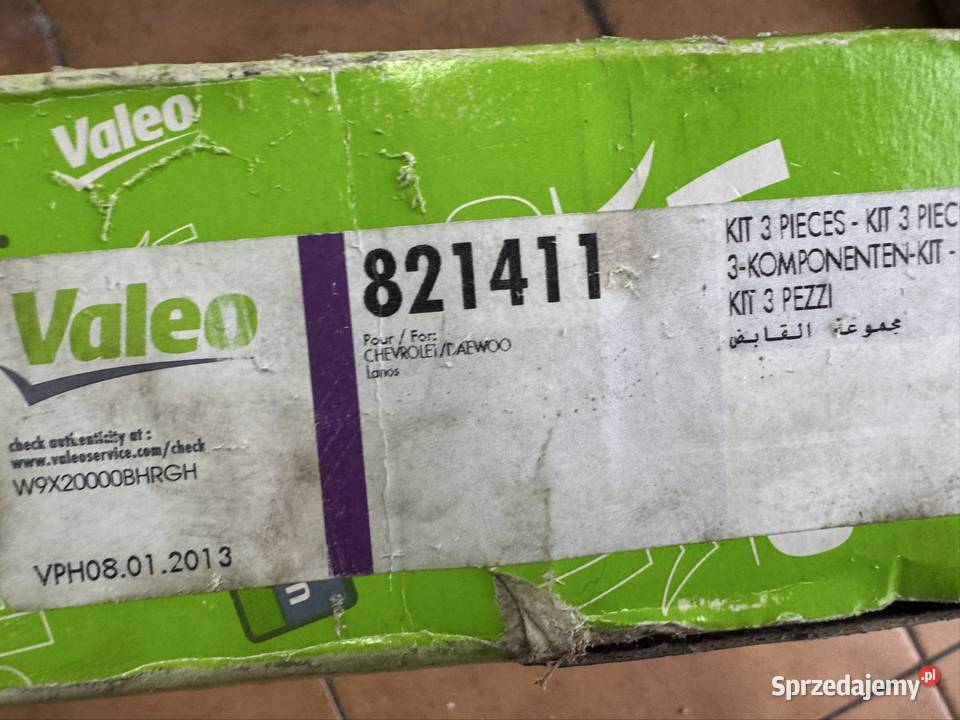 Valeo
Valeo
check authenticity at :
www.valeoservice.com/check
W9X20000BHRGH
VPH08.01.2013
821411
Pour / For:
CHEVROLET/DAEWOO
Lanos
KIT 3 PIECES - KIT 3 PIEC
3-KOMPONENTEN-KIT -
KIT 3 PEZZI
مجموعة القابض
Sprzedajemy.pl